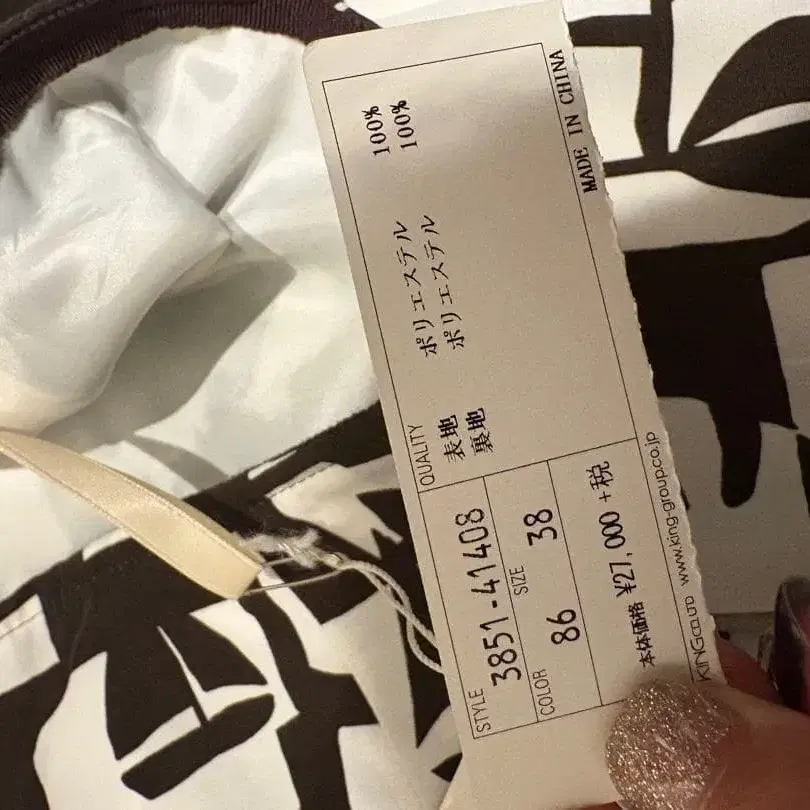 STYLE
3851-41408
COLOR
86
SIZE
38
本体価格 ¥27,000 +税
QUALITY
表地 ポリエステル 100%
裏地 ポリエステル 100%
MADE IN CHINA
KING CO.,LTD www.king-group.co.jp